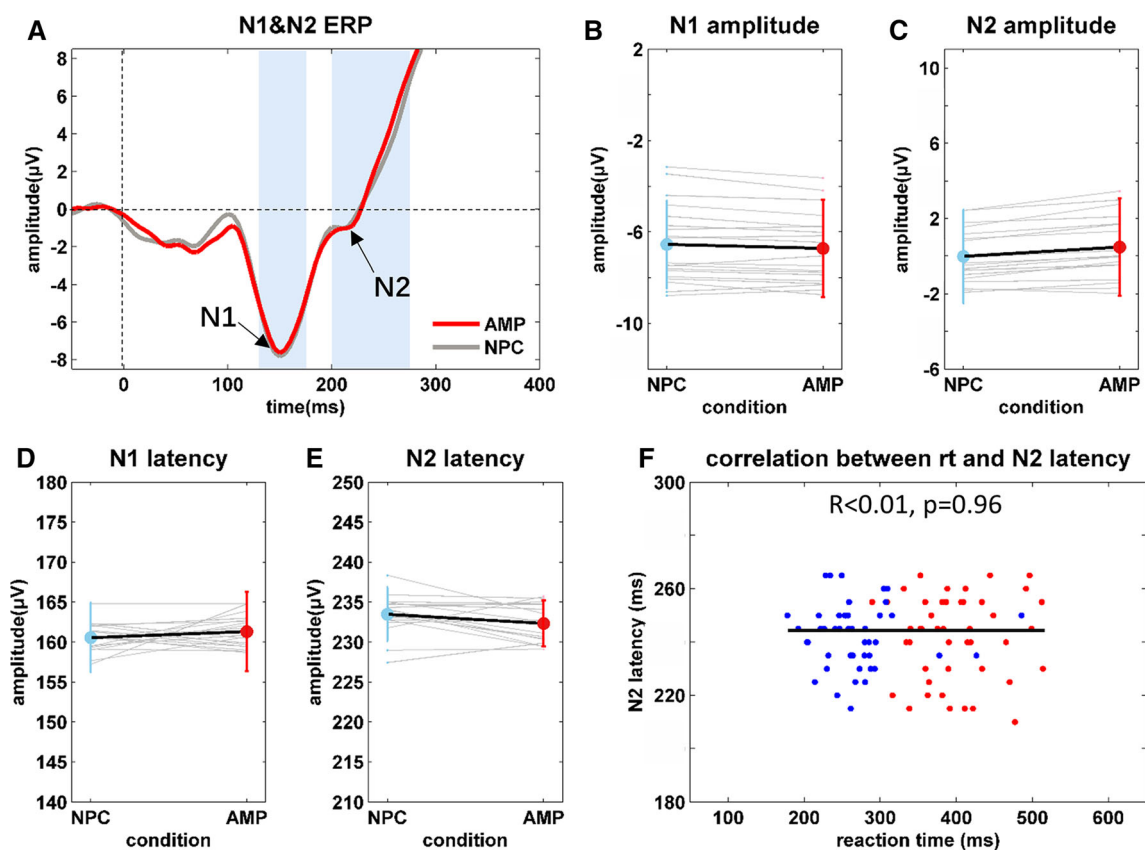 A
N1&N2 ERP
amplitude(μV)
8
6
4
2
0
-2
-4
-6
-8
N1
N2
AMP
NPC
0
100
200
300
400
time(ms)
B
N1 amplitude
amplitude(μV)
2
-2
-6
-10
NPC
AMP
condition
C
N2 amplitude
amplitude(μV)
10
6
2
-2
-6
NPC
AMP
condition
D
N1 latency
amplitude(μV)
180
175
170
165
160
155
150
145
140
NPC
AMP
condition
E
N2 latency
amplitude(μV)
250
245
240
235
230
225
220
215
210
NPC
AMP
condition
F
correlation between rt and N2 latency
R<0.01, p=0.96
N2 latency (ms)
300
260
220
180
100
200
300
400
500
600
reaction time (ms)